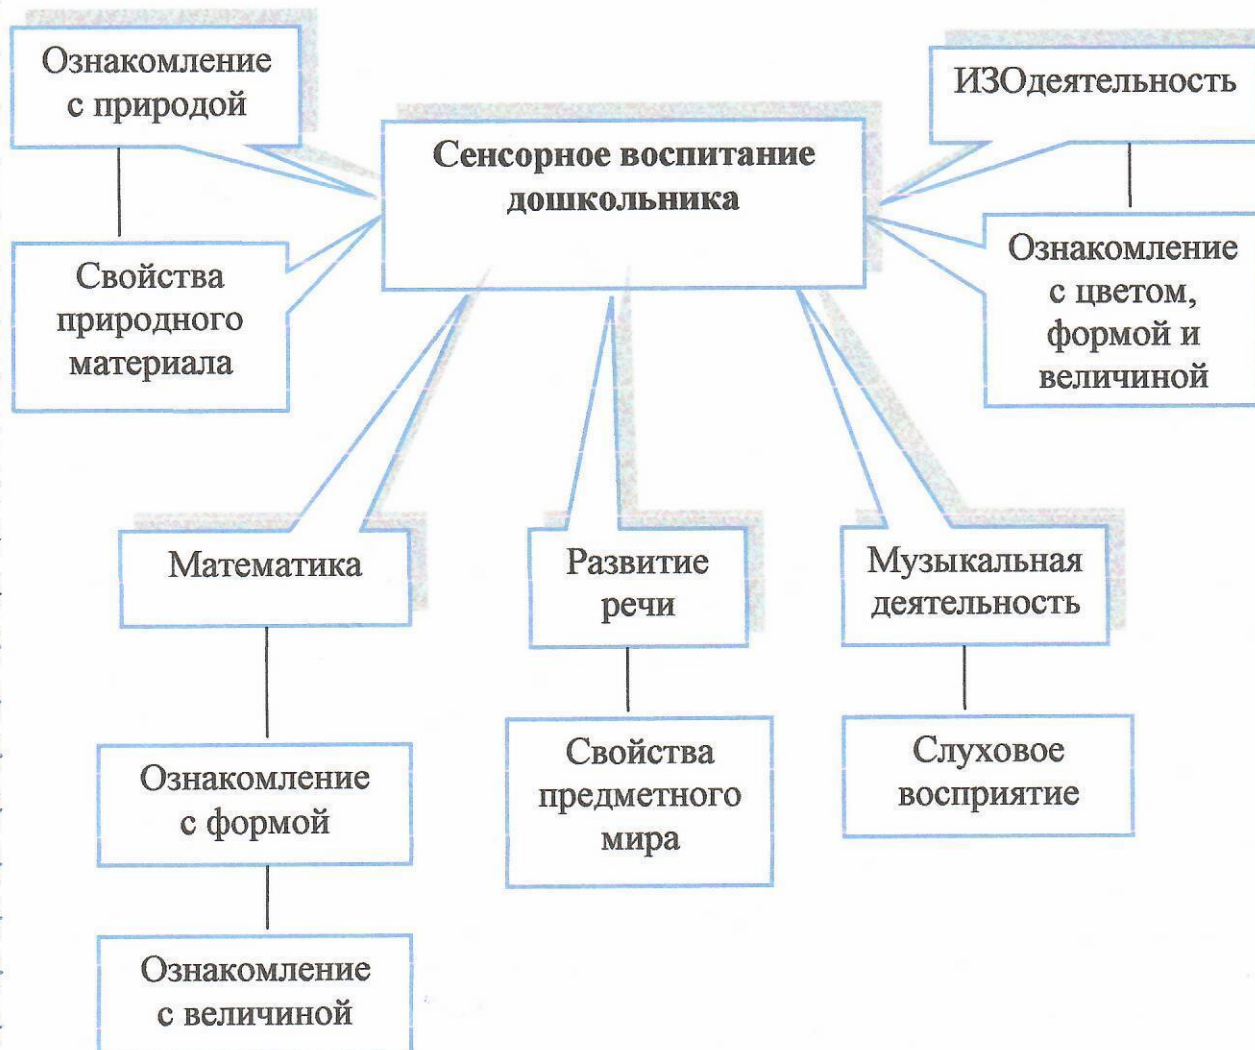 Ознакомление
с природой
ИЗОдеятельность
Сенсорное воспитание
дошкольника
Свойства
природного
материала
Ознакомление
с цветом,
формой и
величиной
Математика
Развитие
речи
Музыкальная
деятельность
Ознакомление
с формой
Свойства
предметного
мира
Слуховое
восприятие
Ознакомление
с величиной